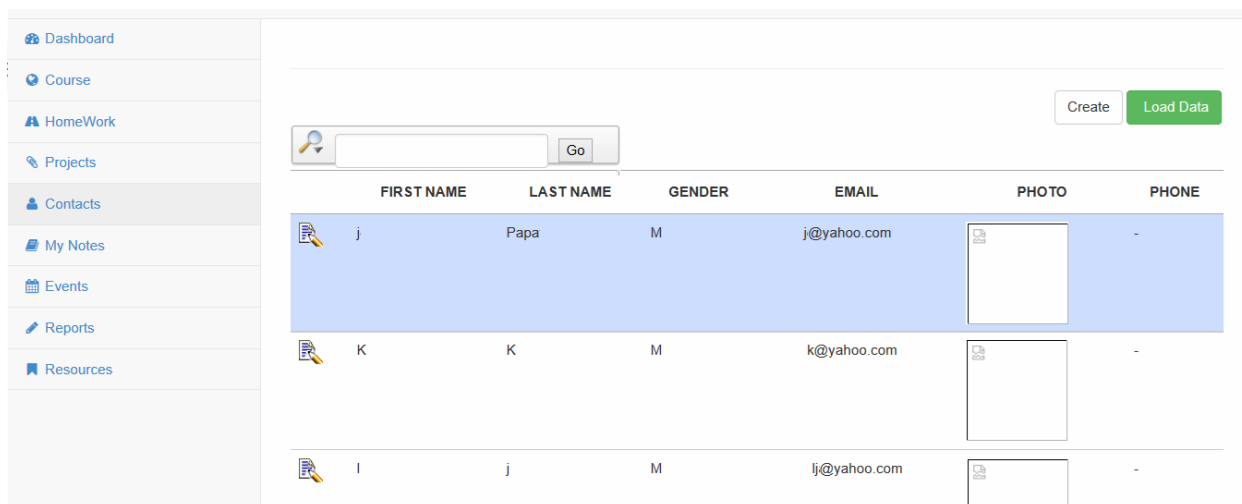 Dashboard
Course
HomeWork
Projects
Contacts
My Notes
Events
Reports
Resources
Create Load Data
Go
FIRST NAME LAST NAME GENDER EMAIL PHOTO PHONE
j Papa M j@yahoo.com -
K K M k@yahoo.com -
l j M lj@yahoo.com -